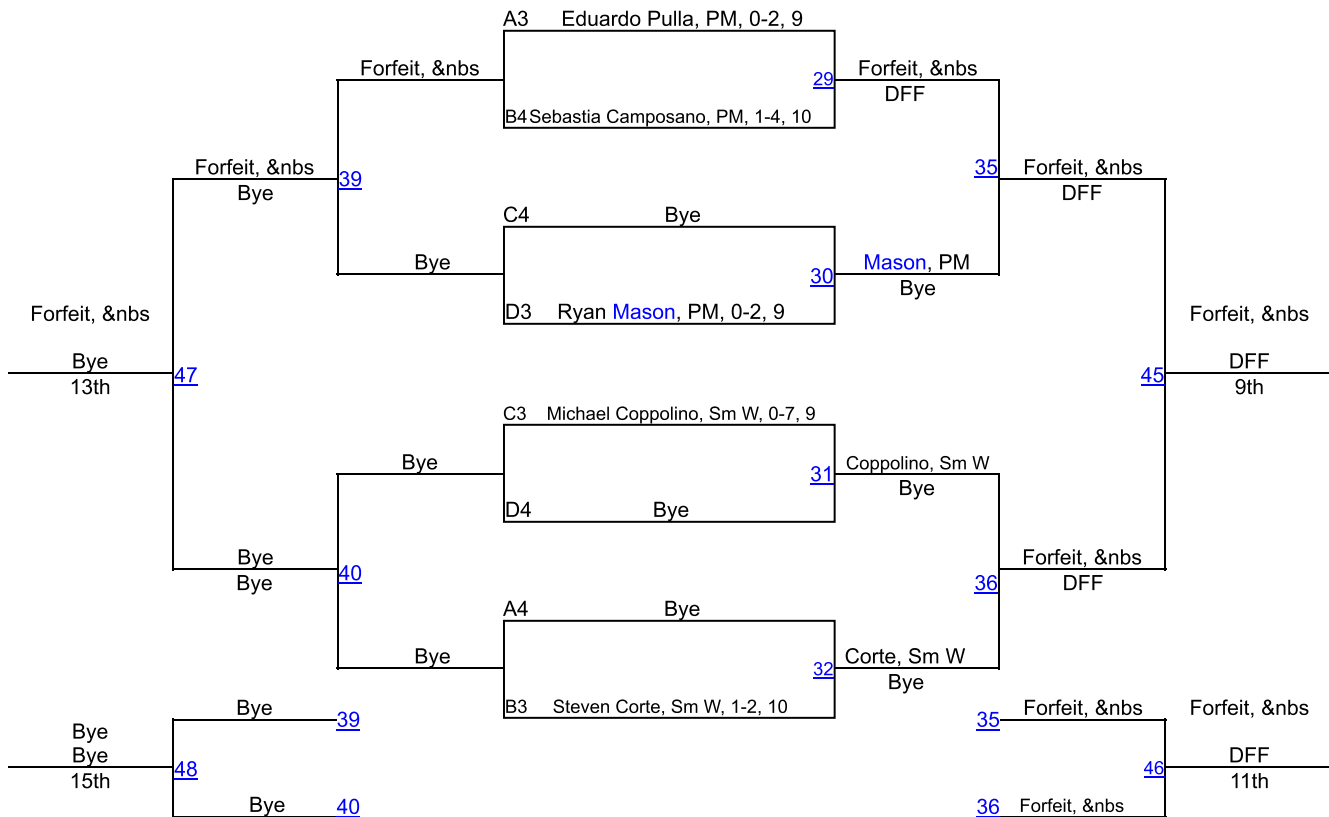 A3 Eduardo Pulla, PM, 0-2, 9
Forfeit, &nbs
29
Forfeit, &nbs
DFF
B4 Sebastia Camposano, PM, 1-4, 10
Forfeit, &nbs
39
Bye
35
Forfeit, &nbs
DFF
C4 Bye
Bye
30
Mason, PM
Bye
D3 Ryan Mason, PM, 0-2, 9
Forfeit, &nbs
Bye
47
13th
Forfeit, &nbs
45
DFF
9th
C3 Michael Coppolino, Sm W, 0-7, 9
Bye
31
Coppolino, Sm W
Bye
D4 Bye
Bye
40
Bye
36
Forfeit, &nbs
DFF
A4 Bye
Bye
32
Corte, Sm W
Bye
B3 Steven Corte, Sm W, 1-2, 10
Bye
39
35
Forfeit, &nbs
Forfeit, &nbs
Bye
Bye
48
15th
46
DFF
11th
Bye
40
36
Forfeit, &nbs